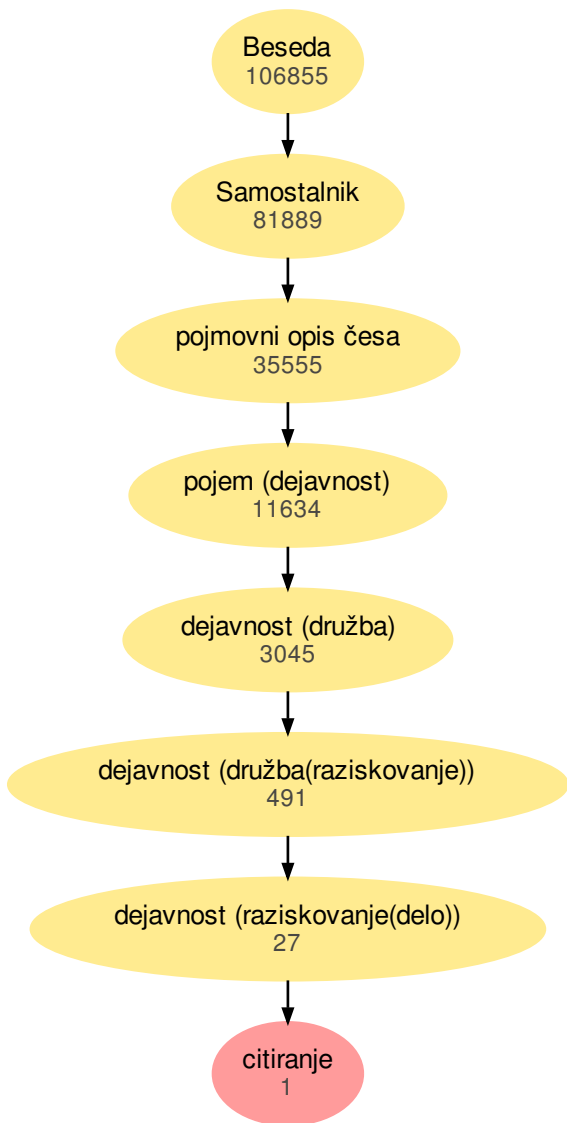 Beseda
106855
Samostalnik
81889
pojmovni opis česa
35555
pojem (dejavnost)
11634
dejavnost (družba)
3045
dejavnost (družba(raziskovanje))
491
dejavnost (raziskovanje(delo))
27
citiranje
1